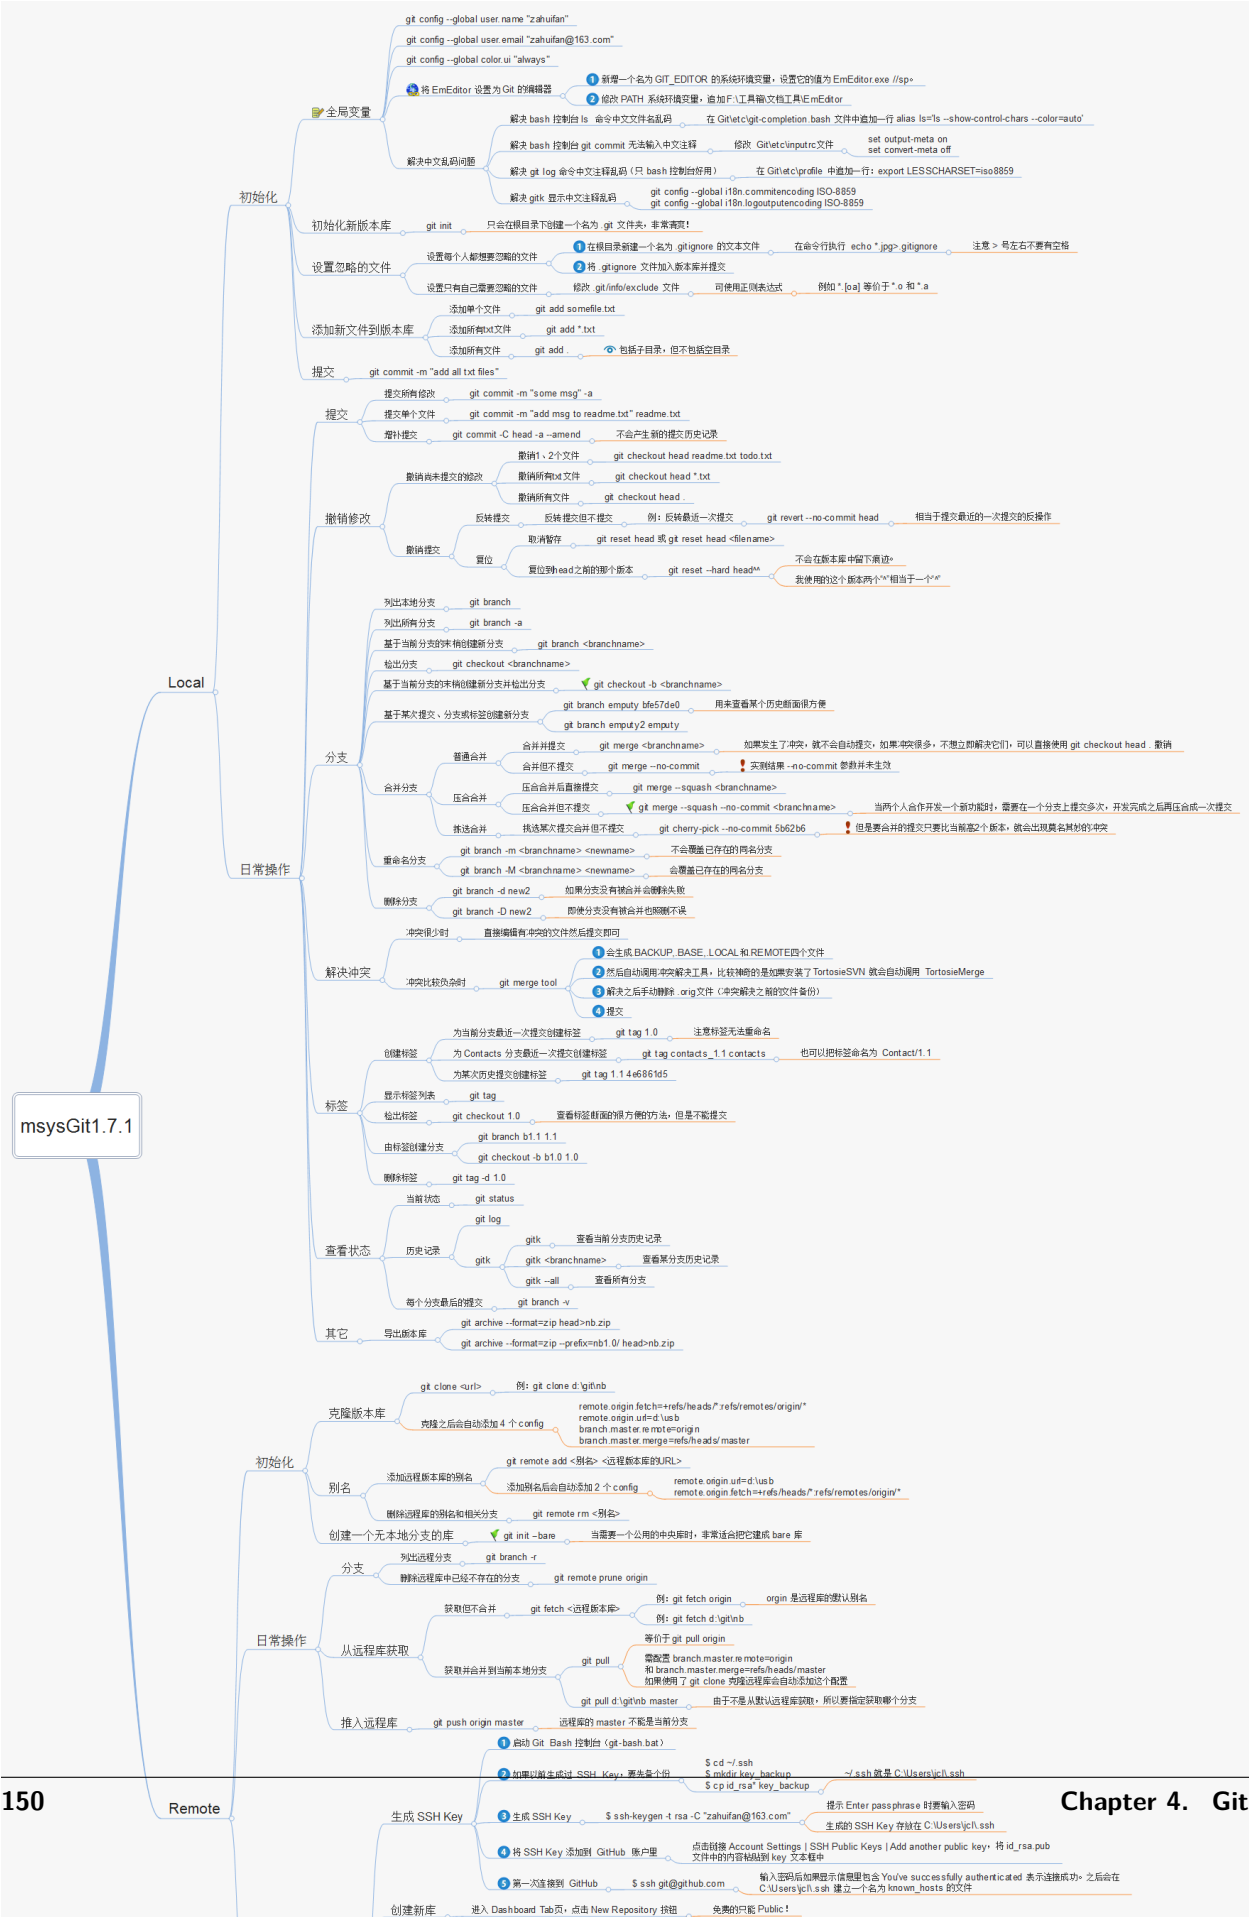 git config --global user.name "zahuifan"
git config --global user.email "zahuifan@163.com"
git config --global color.ui "always"
将 EmEditor 设置为 Git 的编辑器
1 新增一个名为 GIT_EDITOR 的系统环境变量，设置它的值为 EmEditor.exe //sp。
2 修改 PATH 系统环境变量，追加 F:\工具箱\文档工具\EmEditor
全局变量
解决中文乱码问题
解决 bash 控制台 ls 命令中文文件名乱码
在 Git\etc\git-completion.bash 文件中追加一行 alias ls='ls --show-control-chars --color=auto'
解决 bash 控制台 git commit 无法输入中文注释
修改 Git\etc\inputrc文件
set output-meta on
set convert-meta off
解决 git log 命令中文注释乱码（只 bash 控制台好用）
在 Git\etc\profile 中追加一行：export LESSCHARSET=iso8859
解决 gitk 显示中文注释乱码
git config --global i18n.commitencoding ISO-8859
git config --global i18n.logoutputencoding ISO-8859
初始化
初始化新版本库
git init
只会在根目录下创建一个名为 .git 文件夹，非常清爽！
设置忽略的文件
设置每个人都想要忽略的文件
1 在根目录新建一个名为 .gitignore 的文本文件
在命令行执行 echo *.jpg>.gitignore
注意 > 号左右不要有空格
2 将 .gitignore 文件加入版本库并提交
设置只有自己需要忽略的文件
修改 .git/info/exclude 文件
可使用正则表达式
例如 *.[oa] 等价于 *.o 和 *.a
添加新文件到版本库
添加单个文件
git add somefile.txt
添加所有txt文件
git add *.txt
添加所有文件
git add .
包括子目录，但不包括空目录
提交
git commit -m "add all txt files"
提交
提交所有修改
git commit -m "some msg" -a
提交单个文件
git commit -m "add msg to readme.txt" readme.txt
增补提交
git commit -C head -a --amend
不会产生新的提交历史记录
撤销修改
撤销尚未提交的修改
撤销1、2个文件
git checkout head readme.txt todo.txt
撤销所有txt文件
git checkout head *.txt
撤销所有文件
git checkout head .
撤销提交
反转提交
反转提交但不提交
例：反转最近一次提交
git revert --no-commit head
相当于提交最近的一次提交的反操作
复位
取消暂存
git reset head 或 git reset head <filename>
复位到head之前的那个版本
git reset --hard head^^
不会在版本库中留下痕迹。
我使用的这个版本两个"^"相当于一个"^"
Local
日常操作
分支
列出本地分支
git branch
列出所有分支
git branch -a
基于当前分支的末梢创建新分支
git branch <branchname>
检出分支
git checkout <branchname>
基于当前分支的末梢创建新分支并检出分支
git checkout -b <branchname>
基于某次提交、分支或标签创建新分支
git branch emputy bfe57de0
用来查看某个历史断面很方便
git branch emputy2 emputy
合并分支
普通合并
合并并提交
git merge <branchname>
如果发生了冲突，就不会自动提交，如果冲突很多，不想立即解决它们，可以直接使用 git checkout head . 撤销
合并但不提交
git merge --no-commit
实测结果 --no-commit 参数并未生效
压合合并
压合合并后直接提交
git merge --squash <branchname>
压合合并但不提交
git merge --squash --no-commit <branchname>
当两个人合作开发一个新功能时，需要在一个分支上提交多次，开发完成之后再压合成一次提交
拣选合并
挑选某次提交合并但不提交
git cherry-pick --no-commit 5b62b6
但是要合并的提交只要比当前高2个版本，就会出现莫名其妙的冲突
重命名分支
git branch -m <branchname> <newname>
不会覆盖已存在的同名分支
git branch -M <branchname> <newname>
会覆盖已存在的同名分支
删除分支
git branch -d new2
如果分支没有被合并会删除失败
git branch -D new2
即使分支没有被合并也照删不误
解决冲突
冲突很少时
直接编辑有冲突的文件然后提交即可
冲突比较负杂时
git merge tool
1 会生成.BACKUP,.BASE,.LOCAL和.REMOTE四个文件
2 然后自动调用冲突解决工具，比较神奇的是如果安装了TortosieSVN 就会自动调用 TortosieMerge
3 解决之后手动删除 .orig文件（冲突解决之前的文件备份）
4 提交
标签
创建标签
为当前分支最近一次提交创建标签
git tag 1.0
注意标签无法重命名
为 Contacts 分支最近一次提交创建标签
git tag contacts_1.1 contacts
也可以把标签命名为 Contact/1.1
为某次历史提交创建标签
git tag 1.1 4e6861d5
显示标签列表
git tag
检出标签
git checkout 1.0
查看标签断面的很方便的方法，但是不能提交
由标签创建分支
git branch b1.1 1.1
git checkout -b b1.0 1.0
删除标签
git tag -d 1.0
msysGit1.7.1
查看状态
当前状态
git status
历史记录
git log
gitk
gitk
查看当前分支历史记录
gitk <branchname>
查看某分支历史记录
gitk --all
查看所有分支
每个分支最后的提交
git branch -v
其它
导出版本库
git archive --format=zip head>nb.zip
git archive --format=zip --prefix=nb1.0/ head>nb.zip
初始化
克隆版本库
git clone <url>
例：git clone d:\git\nb
克隆之后会自动添加 4 个 config
remote.origin.fetch=+refs/heads/*:refs/remotes/origin/*
remote.origin.url=d:\usb
branch.master.remote=origin
branch.master.merge=refs/heads/master
别名
添加远程版本库的别名
git remote add <别名> <远程版本库的URL>
添加别名后会自动添加 2 个 config
remote.origin.url=d:\usb
remote.origin.fetch=+refs/heads/*:refs/remotes/origin/*
删除远程库的别名和相关分支
git remote rm <别名>
创建一个无本地分支的库
git init --bare
当需要一个公用的中央库时，非常适合把它建成 bare 库
日常操作
分支
列出远程分支
git branch -r
删除远程库中已经不存在的分支
git remote prune origin
从远程库获取
获取但不合并
git fetch <远程版本库>
例：git fetch origin
orgin 是远程库的默认别名
例：git fetch d:\git\nb
获取并合并到当前本地分支
git pull
等价于 git pull origin
需配置 branch.master.remote=origin
和 branch.master.merge=refs/heads/master
如果使用了 git clone 克隆远程库会自动添加这个配置
git pull d:\git\nb master
由于不是从默认远程库获取，所以要指定获取哪个分支
推入远程库
git push origin master
远程库的 master 不能是当前分支
Remote
生成 SSH Key
1 启动 Git Bash 控制台（git-bash.bat）
2 如果以前生成过 SSH Key，要先备个份
$ cd ~/.ssh
$ mkdir key_backup
$ cp id_rsa* key_backup
~/.ssh 就是 C:\Users\jcl\.ssh
150
Chapter 4. Git
3 生成 SSH Key
$ ssh-keygen -t rsa -C "zahuifan@163.com"
提示 Enter passphrase 时要输入密码
生成的 SSH Key 存放在 C:\Users\jcl\.ssh
4 将 SSH Key 添加到 GitHub 账户里
点击链接 Account Settings | SSH Public Keys | Add another public key，将 id_rsa.pub
文件中的内容粘贴到 key 文本框中
5 第一次连接到 GitHub
$ ssh git@github.com
输入密码后如果显示信息里包含 You've successfully authenticated 表示连接成功。之后会在
C:\Users\jcl\.ssh 建立一个名为 known_hosts 的文件
创建新库
进入 Dashboard Tab页，点击 New Repository 按钮
免费的只能 Public！